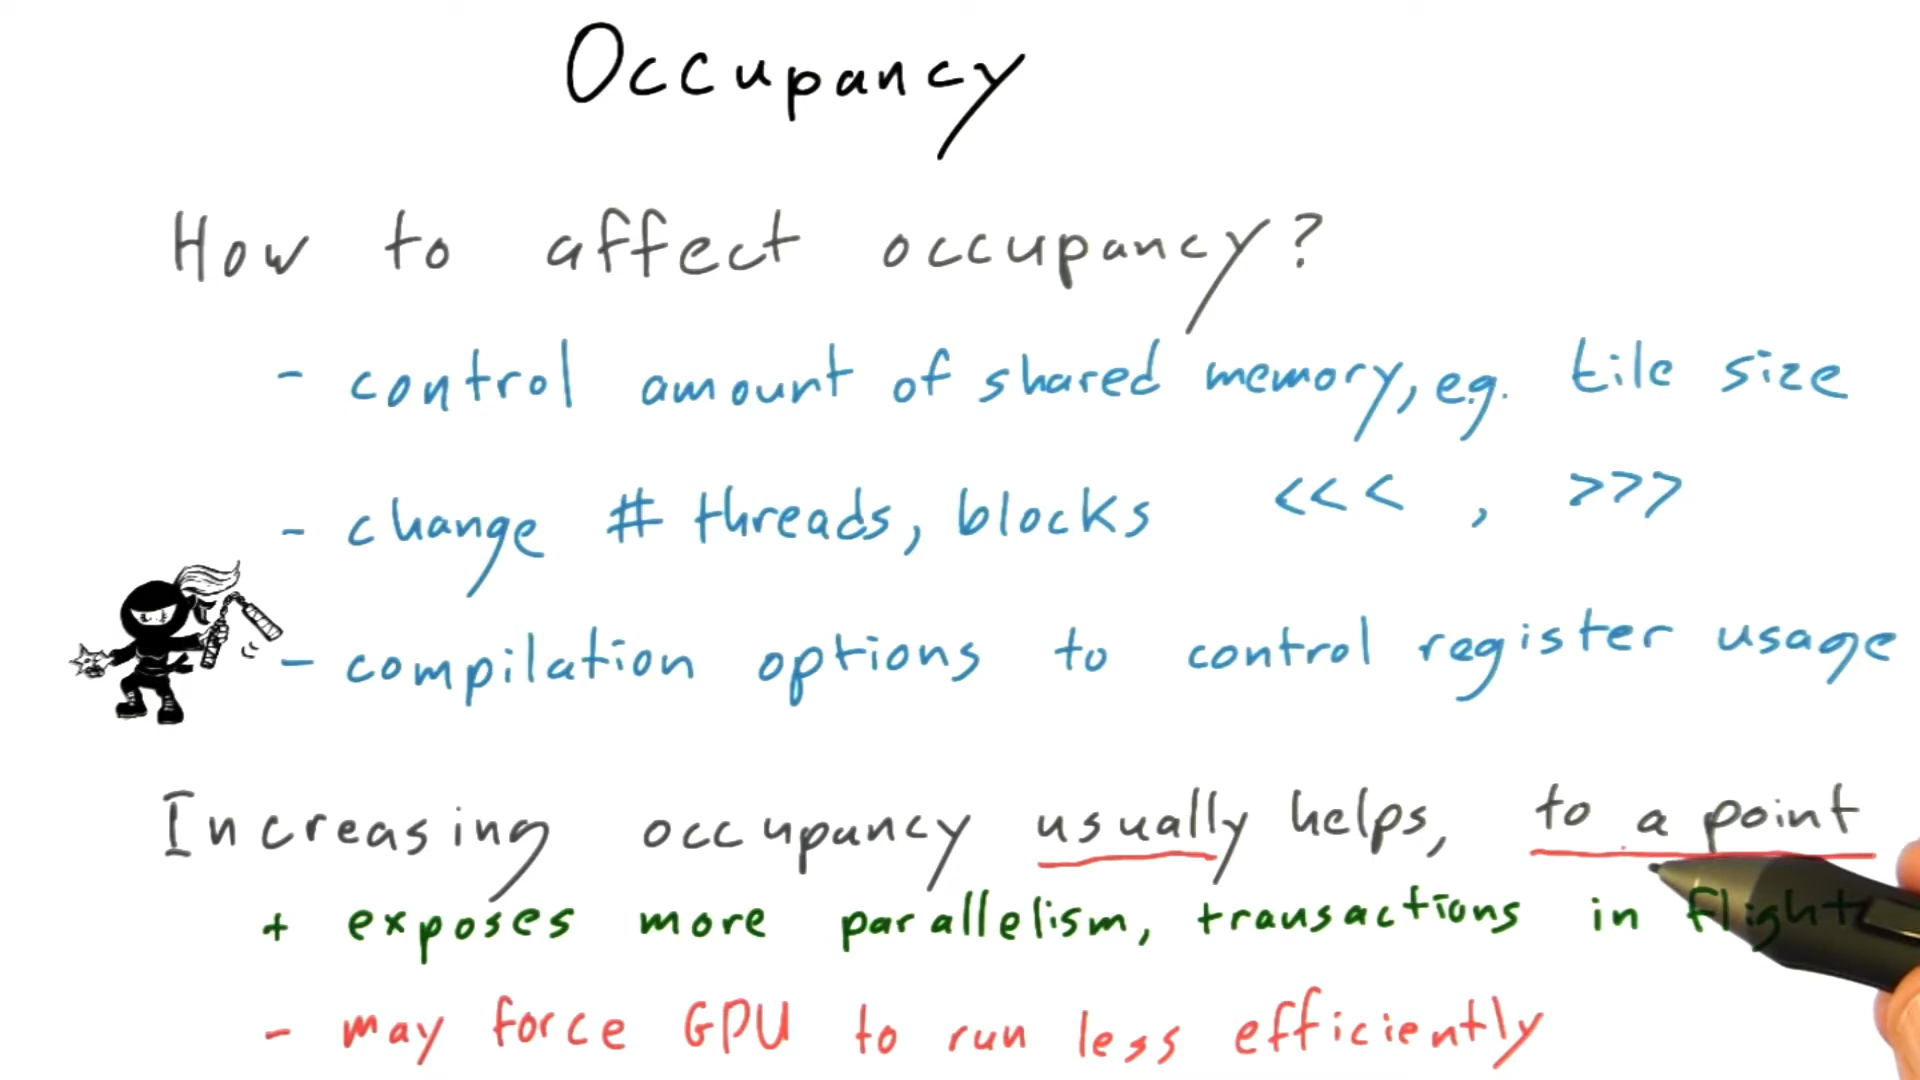 Occupancy
How to affect occupancy?
- control amount of shared memory, eg. tile size
- change # threads, blocks <<< , >>>
- compilation options to control register usage
Increasing occupancy usually helps, to a point
+ exposes more parallelism, transactions in flight
- may force GPU to run less efficiently